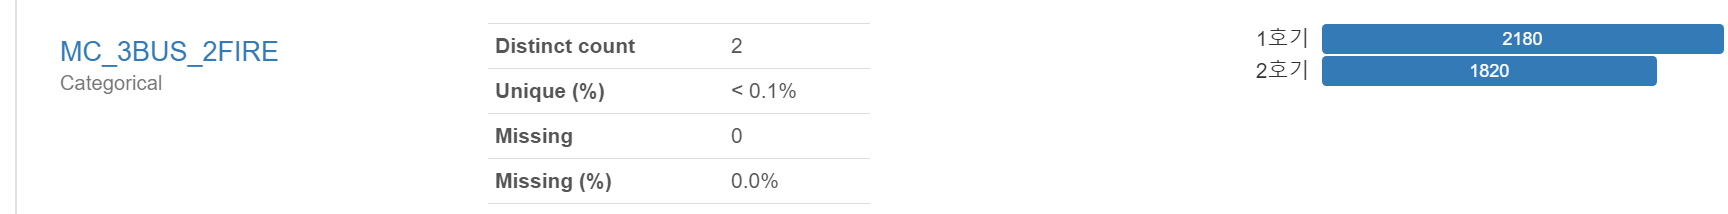 MC_3BUS_2FIRE
Categorical
Distinct count 2
Unique (%) < 0.1%
Missing 0
Missing (%) 0.0%
1호기 2180
2호기 1820